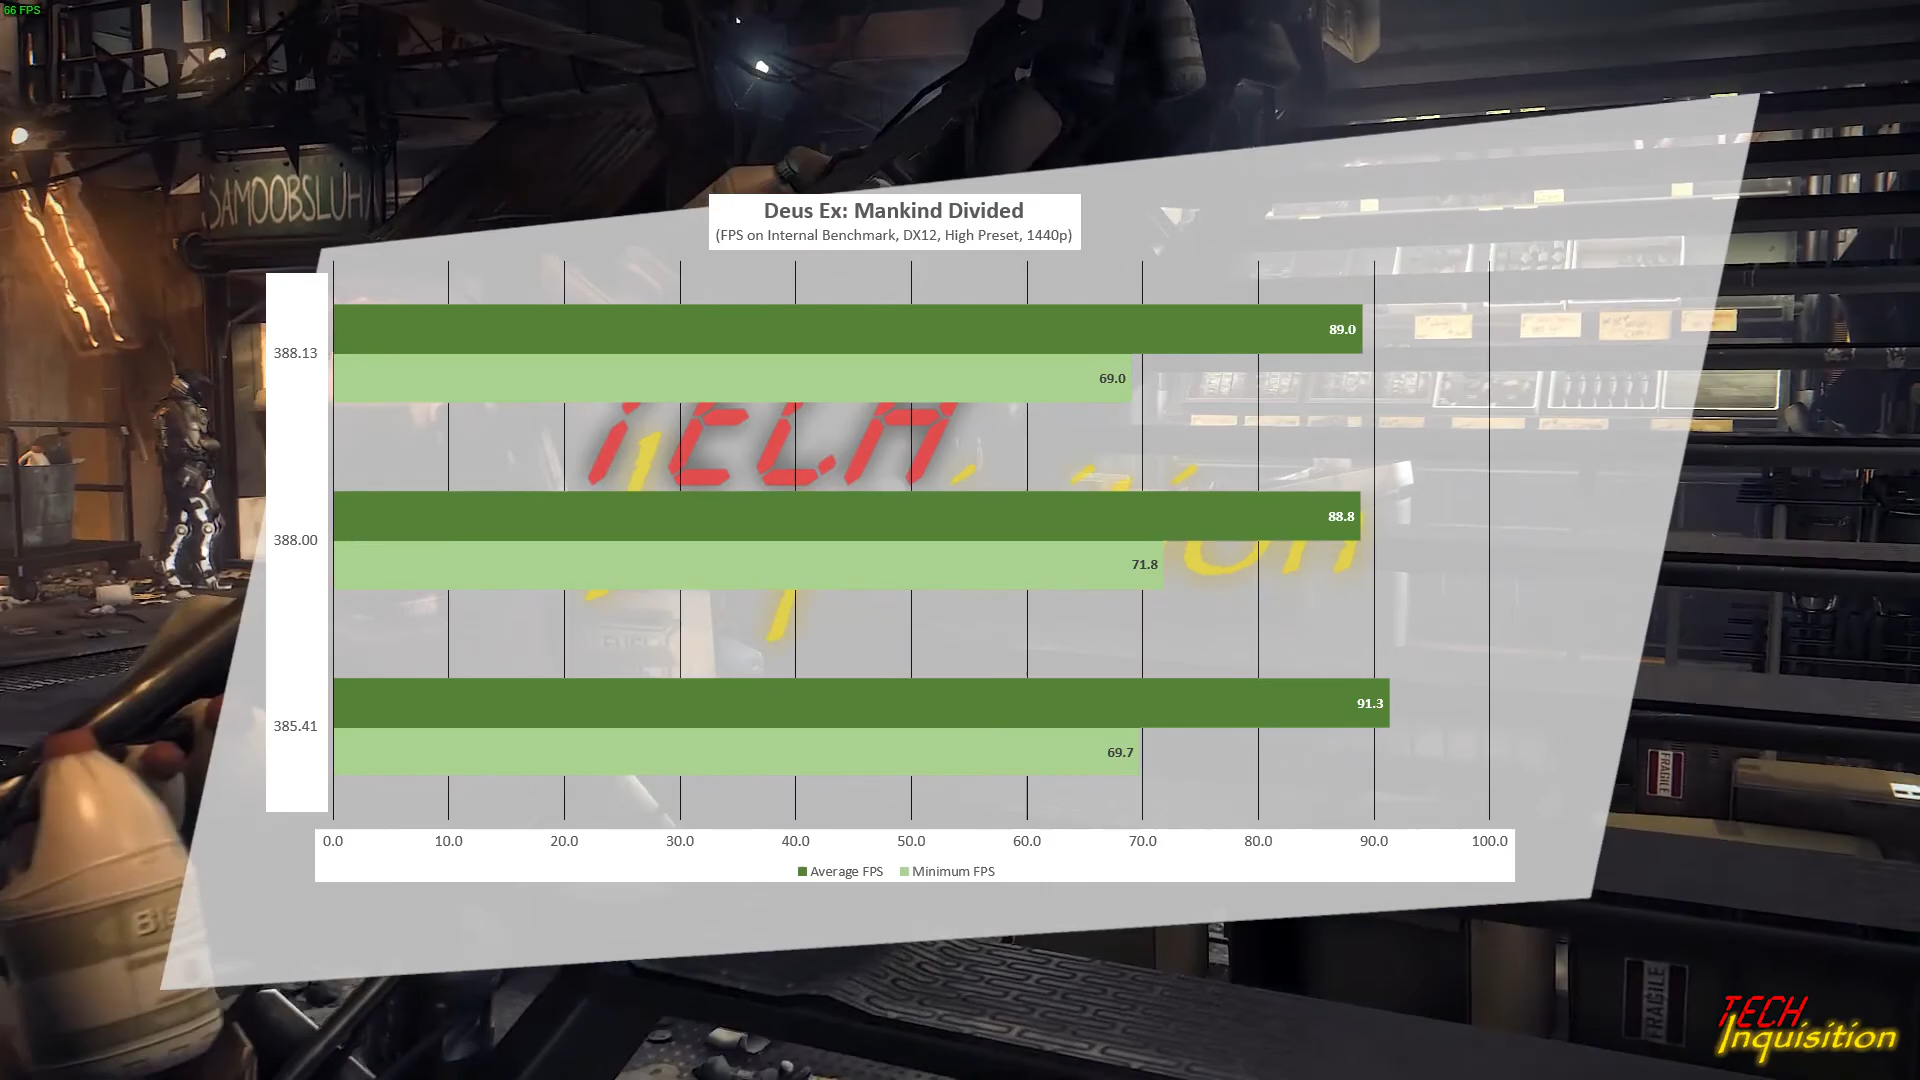 66 FPS
SAMOOBSLUH
Deus Ex: Mankind Divided
(FPS on Internal Benchmark, DX12, High Preset, 1440p)
388.13
89.0
69.0
TECH
388.00
88.8
71.8
385.41
91.3
69.7
0.0 10.0 20.0 30.0 40.0 50.0 60.0 70.0 80.0 90.0 100.0
Average FPS Minimum FPS
FRAGILE
FRAGILE
TECH
Inquisition